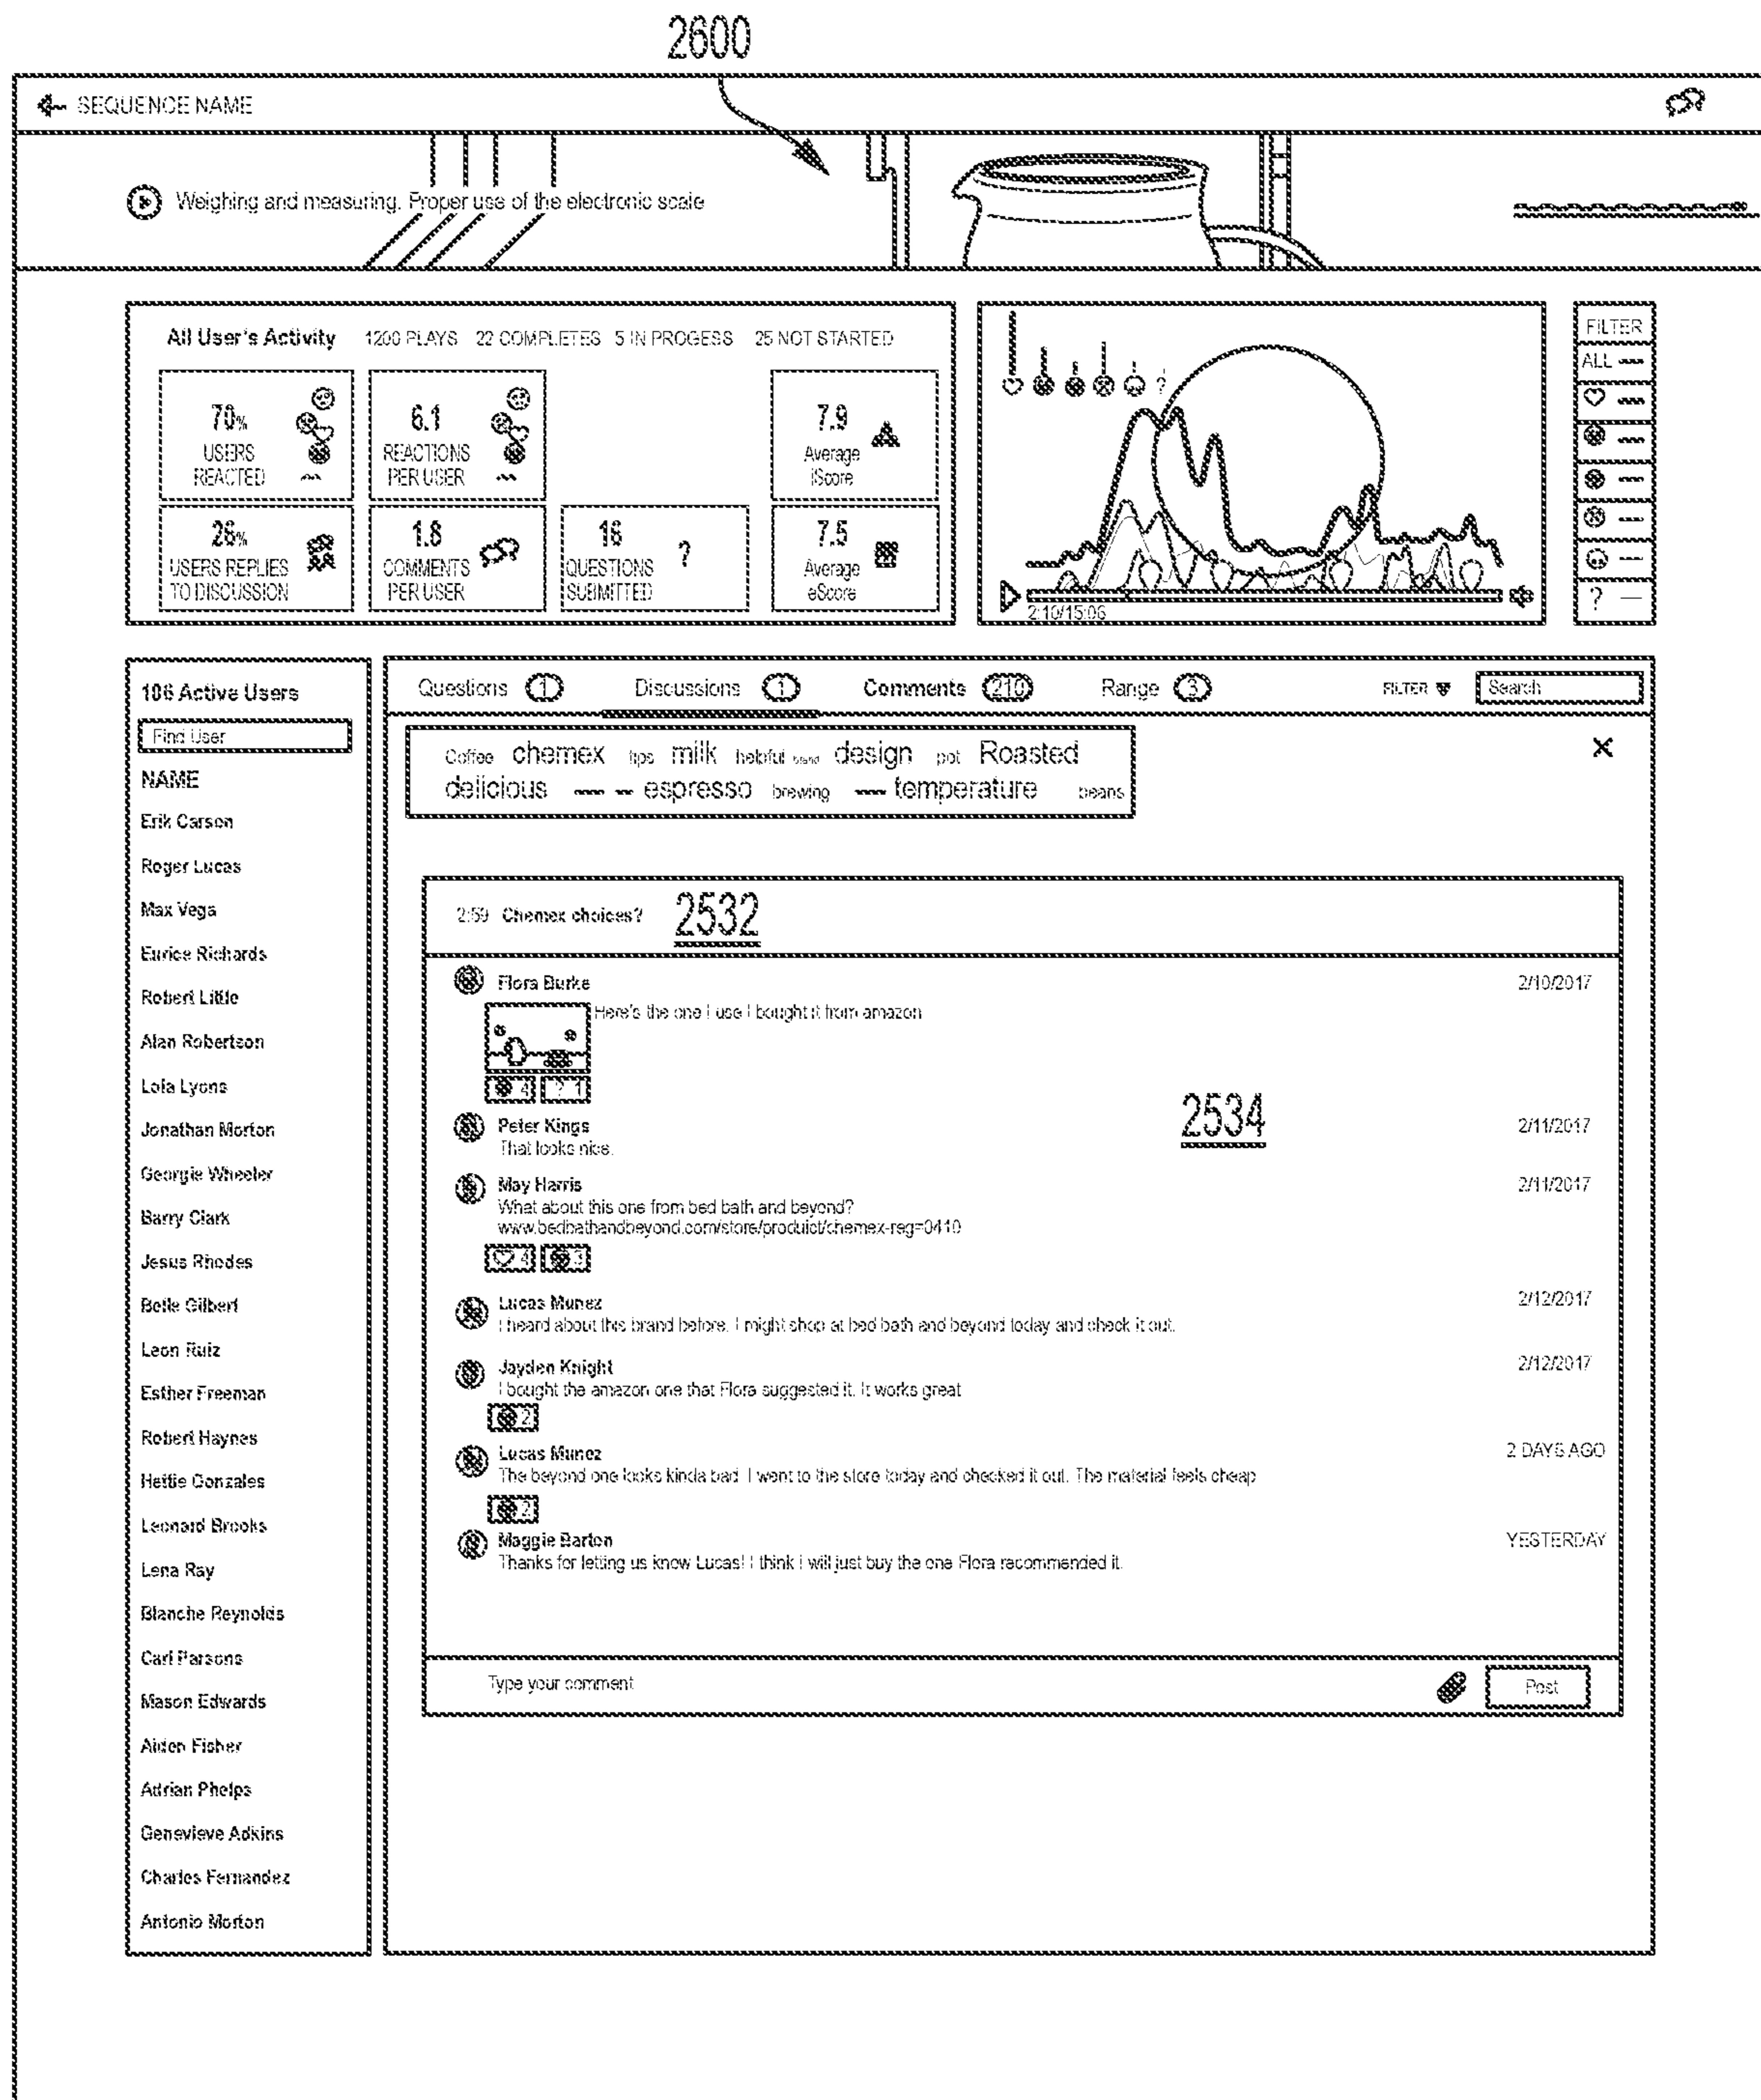 2600
SEQUENCE NAME
Weighing and measuring. Proper use of the electronic scale
All User's Activity 1200 PLAYS 22 COMPLETES 5 IN PROGESS 25 NOT STARTED
70%
USERS
REACTED
6.1
REACTIONS
PER USER
7.9
Average
iScore
26%
USERS REPLIES
TO DISCUSSION
1.8
COMMENTS
PER USER
16
QUESTIONS
SUBMITTED
?
7.5
Average
eScore
?
2:10/15:06
FILTER
ALL
?
106 Active Users
Find User
NAME
Erik Carson
Roger Lucas
Max Vega
Eunice Richards
Robert Little
Alan Robertson
Lola Lyons
Jonathan Morton
Georgie Wheeler
Barry Clark
Jesus Rhodes
Belle Gilbert
Leon Ruiz
Esther Freeman
Robert Haynes
Hettie Gonzales
Leonard Brooks
Lena Ray
Blanche Reynolds
Carl Parsons
Mason Edwards
Aiden Fisher
Adrian Phelps
Genevieve Adkins
Charles Fernandez
Antonio Morton
Questions 1 Discussions 1 Comments 210 Range 3 FILTER Search
Coffee chemex tips milk helpful design pot Roasted
delicious espresso brewing temperature beans
2:59 Chemex choices? 2532
Flora Burke 2/10/2017
Here's the one I use I bought it from amazon
4 ? 1
2534
Peter Kings 2/11/2017
That looks nice.
May Harris 2/11/2017
What about this one from bed bath and beyond?
www.bedbathandbeyond.com/store/produict/chemex-reg=0410
4 3
Lucas Munez 2/12/2017
I heard about this brand before. I might shop at bed bath and beyond today and check it out.
Jayden Knight 2/12/2017
I bought the amazon one that Flora suggested it. It works great
2
Lucas Munez 2 DAYS AGO
The beyond one looks kinda bad. I went to the store today and checked it out. The material feels cheap
2
Maggie Barton YESTERDAY
Thanks for letting us know Lucas! I think i will just buy the one Flora recommended it.
Type your comment Post